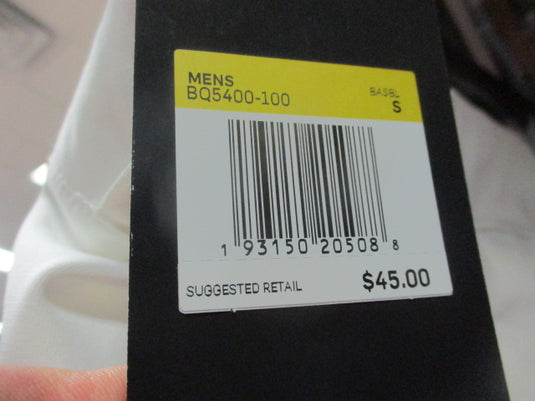 MENS
BQ5400-100
BASBL
S
1 93150 20508 8
SUGGESTED RETAIL $45.00